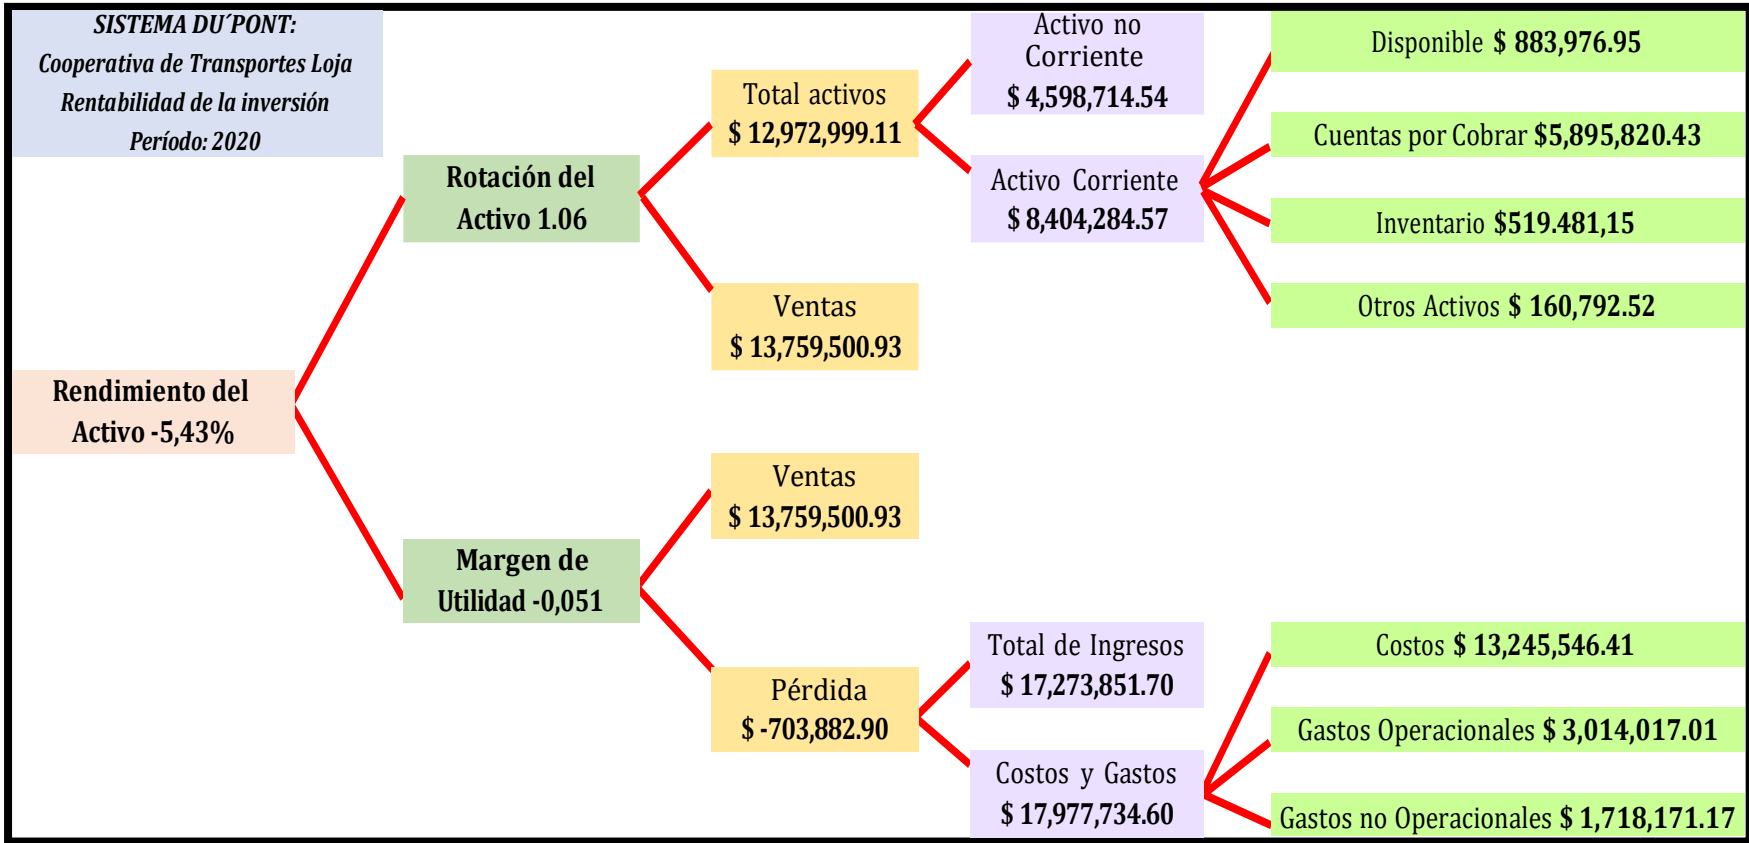 SISTEMA DU´PONT:
Cooperativa de Transportes Loja
Rentabilidad de la inversión
Período: 2020
Rendimiento del
Activo -5,43%
Rotación del
Activo 1.06
Margen de
Utilidad -0,051
Total activos
$ 12,972,999.11
Ventas
$ 13,759,500.93
Ventas
$ 13,759,500.93
Pérdida
$ -703,882.90
Activo no
Corriente
$ 4,598,714.54
Activo Corriente
$ 8,404,284.57
Total de Ingresos
$ 17,273,851.70
Costos y Gastos
$ 17,977,734.60
Disponible $ 883,976.95
Cuentas por Cobrar $5,895,820.43
Inventario $519.481,15
Otros Activos $ 160,792.52
Costos $ 13,245,546.41
Gastos Operacionales $ 3,014,017.01
Gastos no Operacionales $ 1,718,171.17